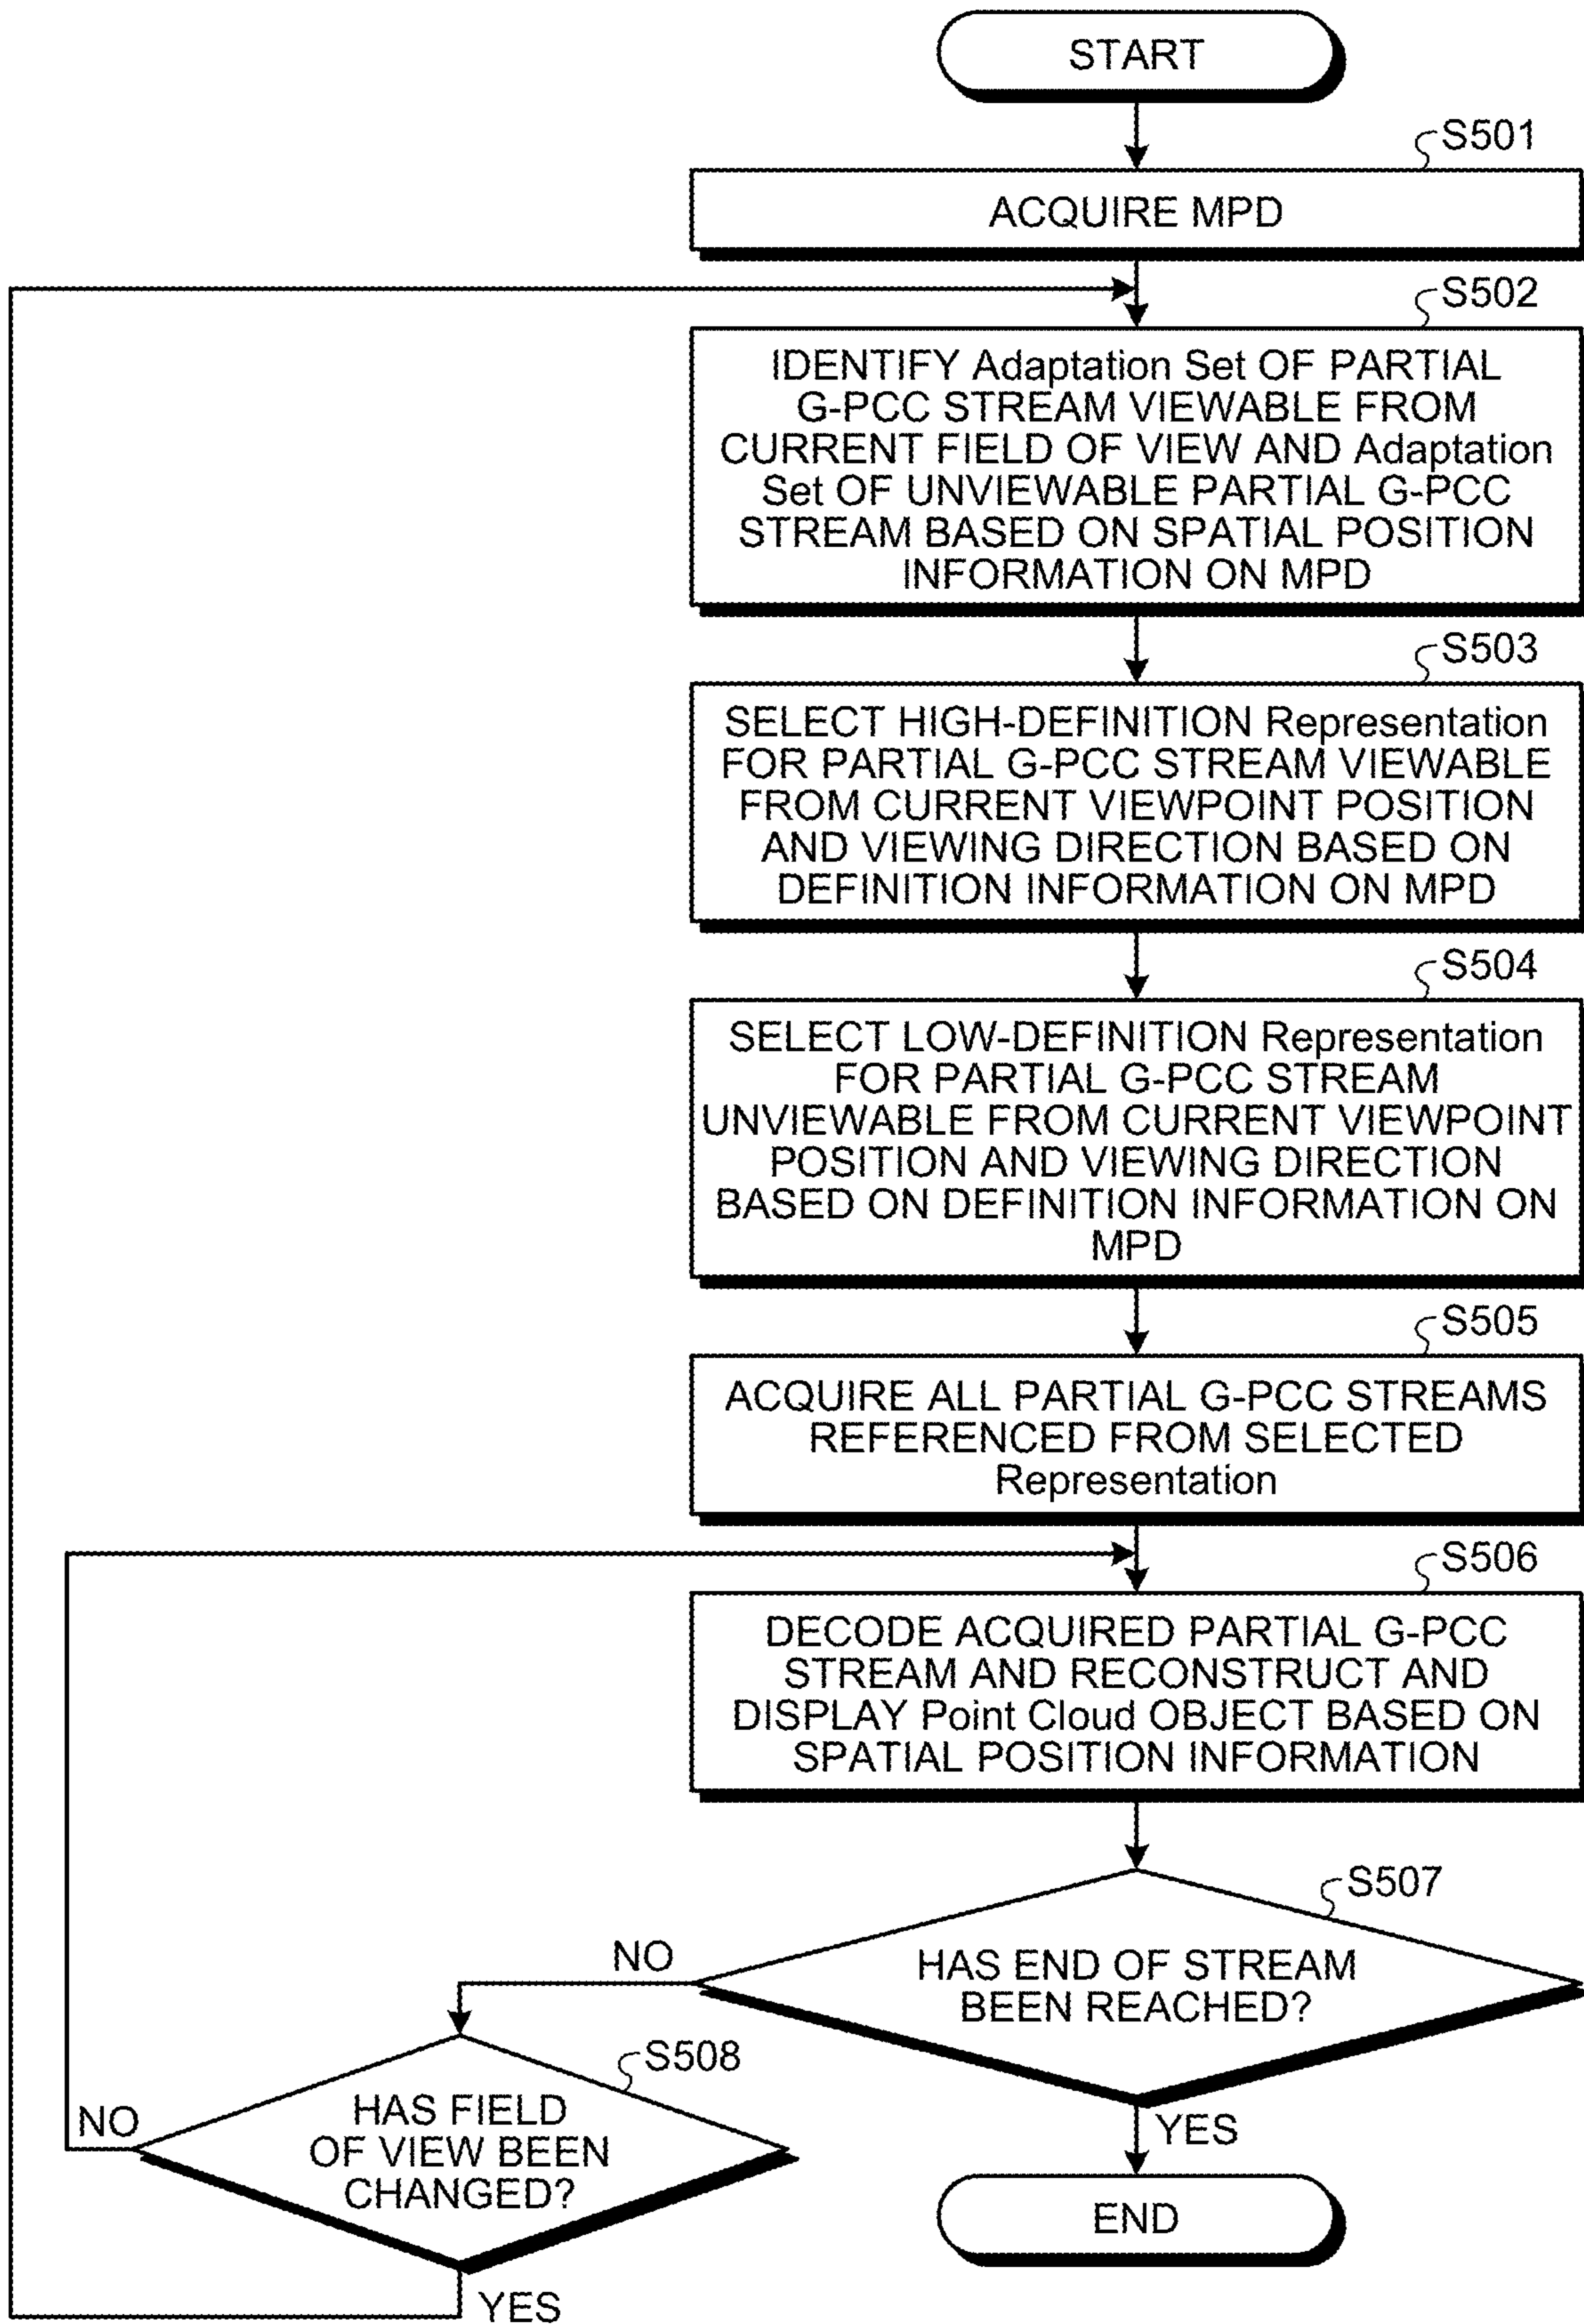 START
S501
ACQUIRE MPD
S502
IDENTIFY Adaptation Set OF PARTIAL
G-PCC STREAM VIEWABLE FROM
CURRENT FIELD OF VIEW AND Adaptation
Set OF UNVIEWABLE PARTIAL G-PCC
STREAM BASED ON SPATIAL POSITION
INFORMATION ON MPD
S503
SELECT HIGH-DEFINITION Representation
FOR PARTIAL G-PCC STREAM VIEWABLE
FROM CURRENT VIEWPOINT POSITION
AND VIEWING DIRECTION BASED ON
DEFINITION INFORMATION ON MPD
S504
SELECT LOW-DEFINITION Representation
FOR PARTIAL G-PCC STREAM
UNVIEWABLE FROM CURRENT VIEWPOINT
POSITION AND VIEWING DIRECTION
BASED ON DEFINITION INFORMATION ON
MPD
S505
ACQUIRE ALL PARTIAL G-PCC STREAMS
REFERENCED FROM SELECTED
Representation
S506
DECODE ACQUIRED PARTIAL G-PCC
STREAM AND RECONSTRUCT AND
DISPLAY Point Cloud OBJECT BASED ON
SPATIAL POSITION INFORMATION
S507
HAS END OF STREAM
BEEN REACHED?
NO
S508
HAS FIELD
OF VIEW BEEN
CHANGED?
NO
YES
YES
END